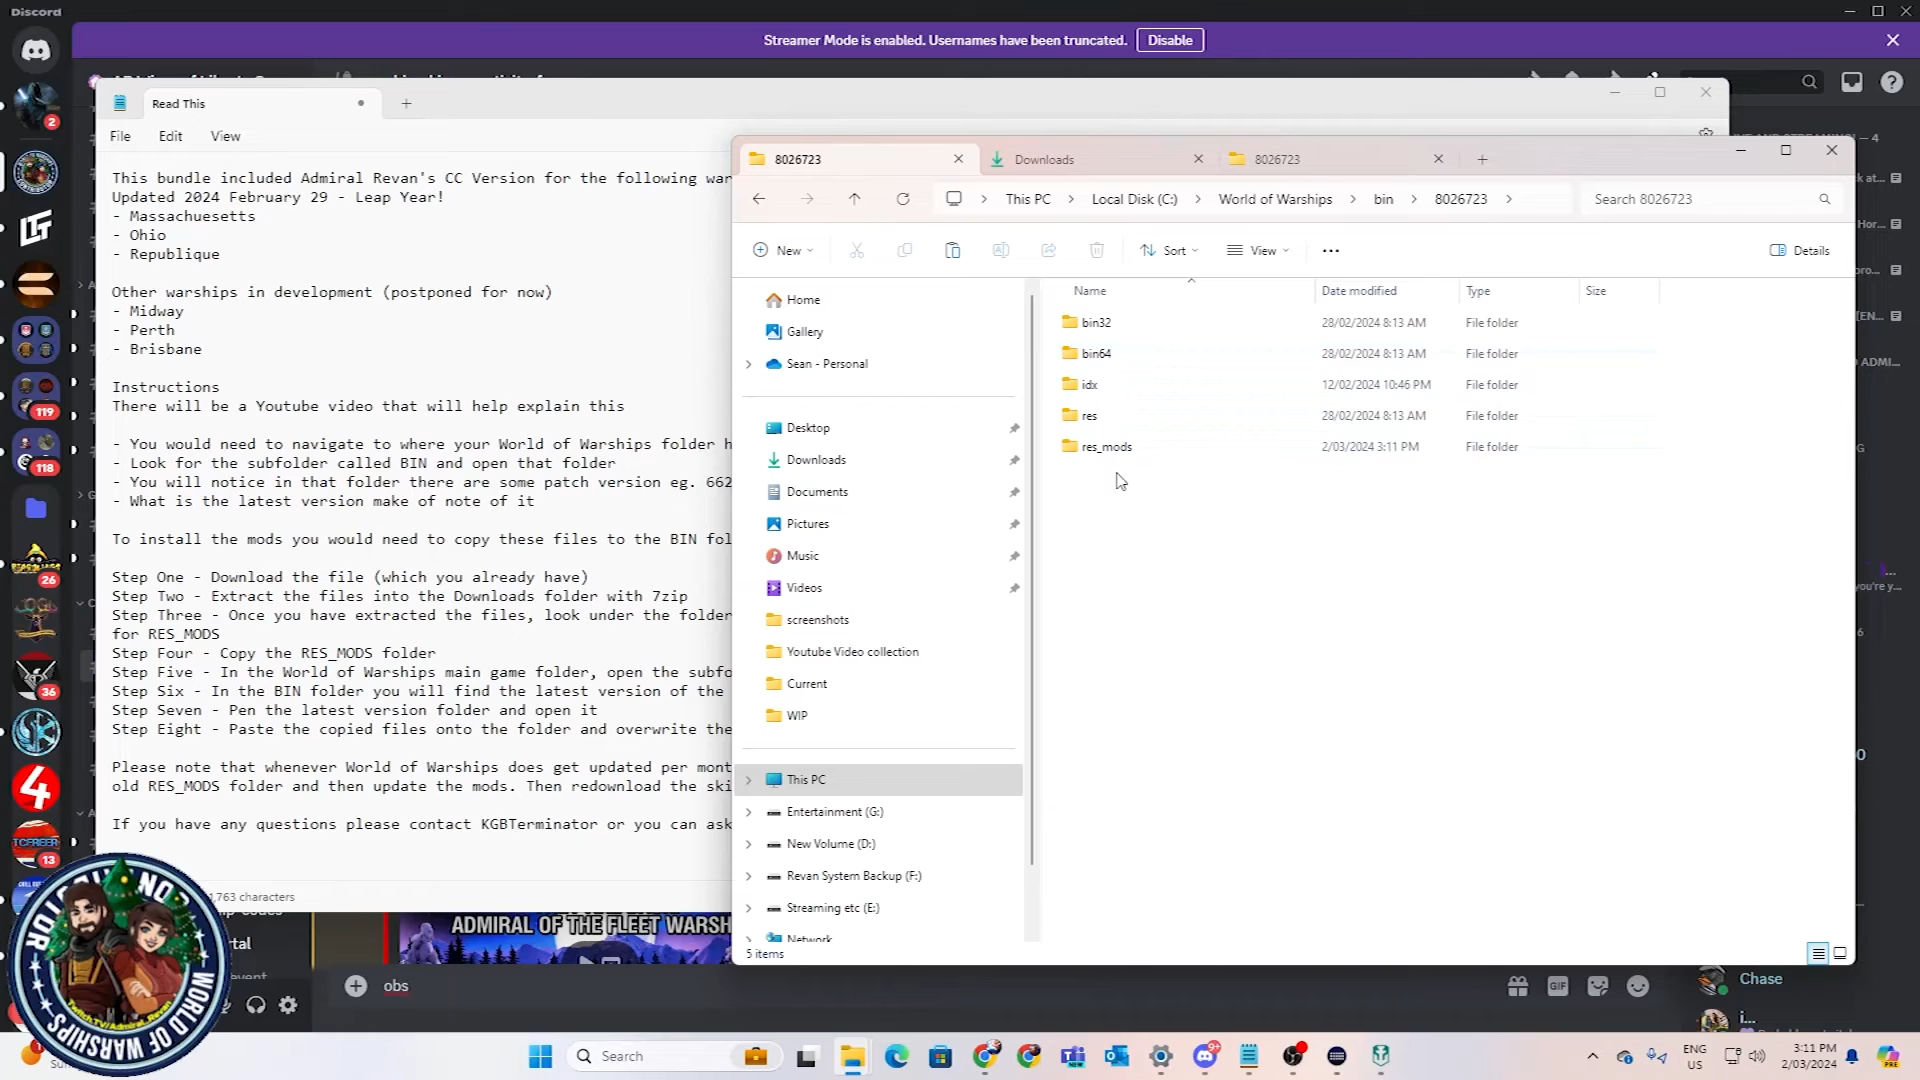 Discord
Streamer Mode is enabled. Usernames have been truncated.
Disable
Read This
File
Edit
View
This bundle included Admiral Revan's CC Version for the following war
Updated 2024 February 29 - Leap Year!
- Massachuesetts
- Ohio
- Republique
Other warships in development (postponed for now)
- Midway
- Perth
- Brisbane
Instructions
There will be a Youtube video that will help explain this
- You would need to navigate to where your World of Warships folder h
- Look for the subfolder called BIN and open that folder
- You will notice in that folder there are some patch version eg. 662
- What is the latest version make of note of it
To install the mods you would need to copy these files to the BIN fol
Step One - Download the file (which you already have)
Step Two - Extract the files into the Downloads folder with 7zip
Step Three - Once you have extracted the files, look under the folder
for RES_MODS
Step Four - Copy the RES_MODS folder
Step Five - In the World of Warships main game folder, open the subfo
Step Six - In the BIN folder you will find the latest version of the
Step Seven - Pen the latest version folder and open it
Step Eight - Paste the copied files onto the folder and overwrite the
Please note that whenever World of Warships does get updated per mont
old RES_MODS folder and then update the mods. Then redownload the ski
If you have any questions please contact KGBTerminator or you can ask
1,763 characters
8026723
Downloads
8026723
This PC
Local Disk (C:)
World of Warships
bin
8026723
Search 8026723
New
Sort
View
Details
Name
Date modified
Type
Size
bin32 28/02/2024 8:13 AM File folder
bin64 28/02/2024 8:13 AM File folder
idx 12/02/2024 10:46 PM File folder
res 28/02/2024 8:13 AM File folder
res_mods 2/03/2024 3:11 PM File folder
Home
Gallery
Sean - Personal
Desktop
Downloads
Documents
Pictures
Music
Videos
screenshots
Youtube Video collection
Current
WIP
This PC
Entertainment (G:)
New Volume (D:)
Revan System Backup (F:)
Streaming etc (E:)
Network
5 items
2
119
118
26
36
4
13
ADMIRAL OF THE FLEET WARSH
obs
GIF
Chase
WORLD OF WARSHIPS
Twitch.TV/Admiral_Revan
Search
9+
ENG
US
3:11 PM
2/03/2024
PRE